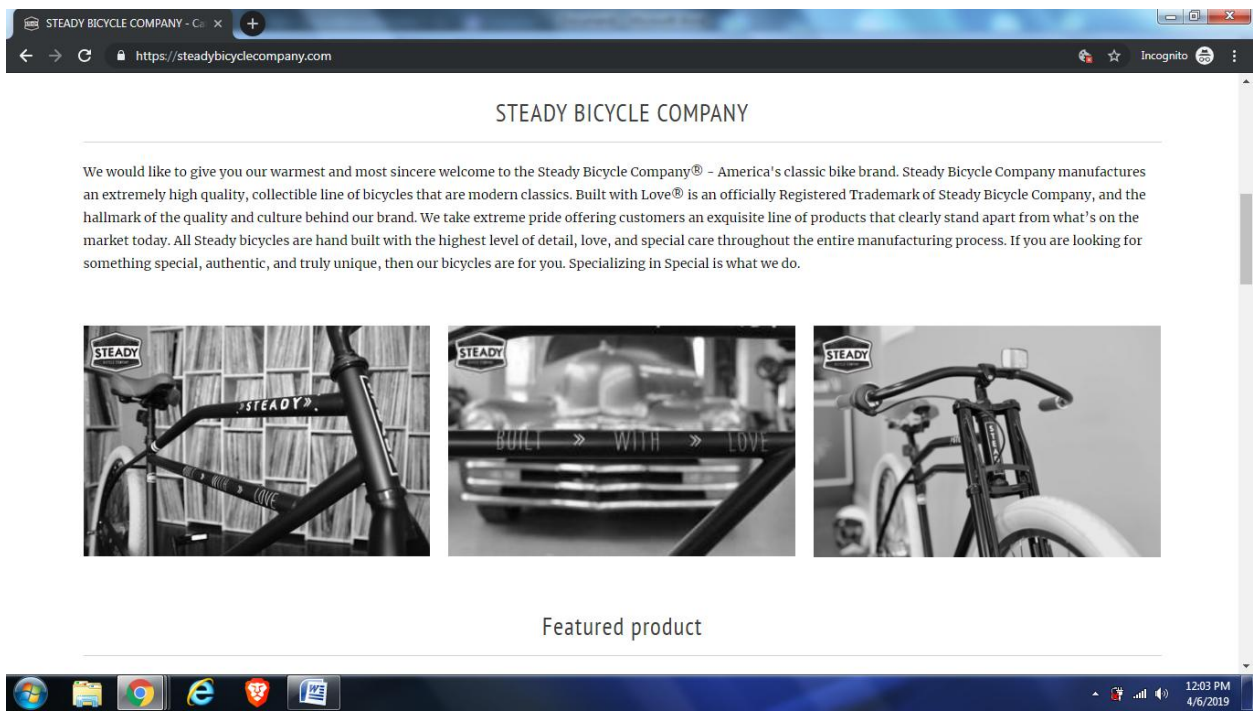 STEADY BICYCLE COMPANY - Ca
https://steadybicyclecompany.com
Incognito
STEADY BICYCLE COMPANY
We would like to give you our warmest and most sincere welcome to the Steady Bicycle Company® - America's classic bike brand. Steady Bicycle Company manufactures
an extremely high quality, collectible line of bicycles that are modern classics. Built with Love® is an officially Registered Trademark of Steady Bicycle Company, and the
hallmark of the quality and culture behind our brand. We take extreme pride offering customers an exquisite line of products that clearly stand apart from what's on the
market today. All Steady bicycles are hand built with the highest level of detail, love, and special care throughout the entire manufacturing process. If you are looking for
something special, authentic, and truly unique, then our bicycles are for you. Specializing in Special is what we do.
STEADY
»STEADY»
BUILT » WITH » LOVE
STEADY
BUILT » WITH » LOVE
STEADY
STEADY
Featured product
12:03 PM
4/6/2019